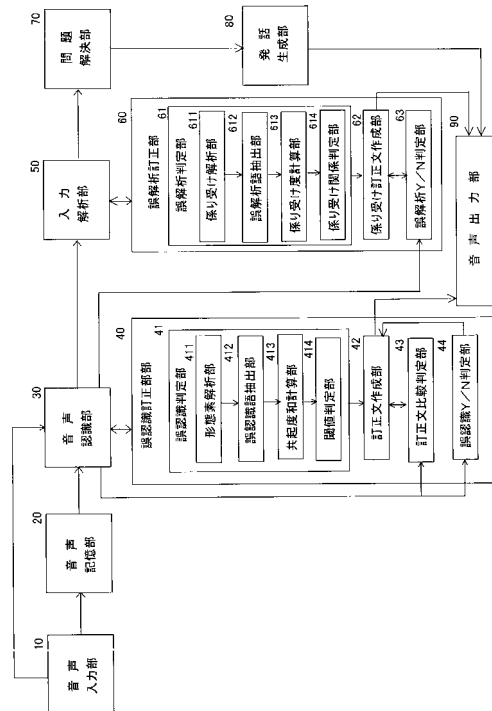 10
音声
入力部
20
音声
記憶部
30
音声
認識部
40
誤認識訂正部部
41
誤認識判定部
411
形態素解析部
412
誤認識語抽出部
413
共起度和計算部
414
閾値判定部
42
訂正文作成部
43
訂正文比較判定部
44
誤認識Y/N判定部
50
入力
解析部
60
誤解析訂正部
61
誤解析判定部
611
係り受け解析部
612
誤解析語抽出部
613
係り受け度計算部
614
係り受け関係判定部
62
係り受け訂正文作成部
63
誤解析Y/N判定部
70
問題
解決部
80
発話
生成部
90
音声出力部